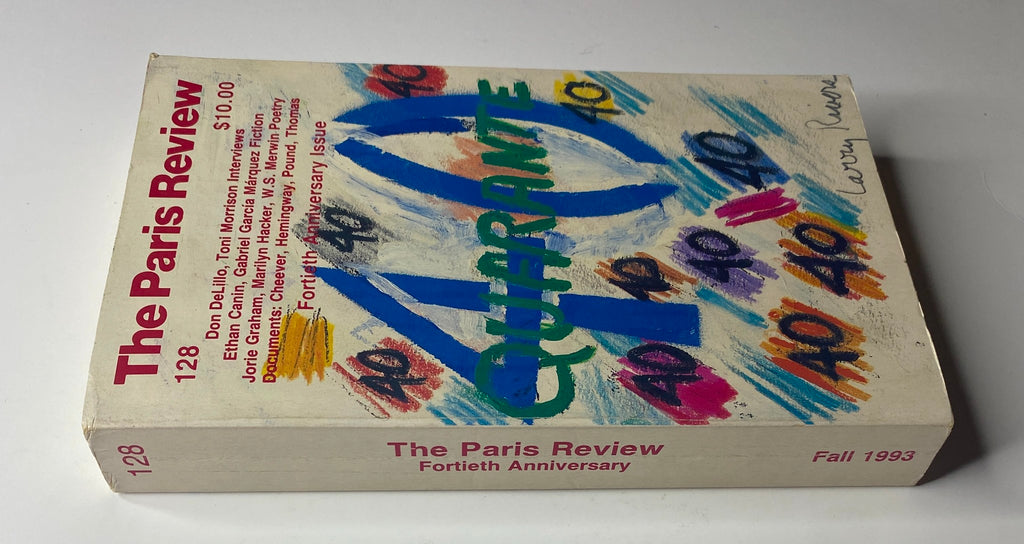 The Paris Review
128
$10.00
Don DeLillo, Toni Morrison Interviews
Ethan Canin, Gabriel García Márquez Fiction
Jorie Graham, Marilyn Hacker, W.S. Merwin Poetry
Documents: Cheever, Hemingway, Pound, Thomas
Fortieth Anniversary Issue
40
40
40
40
QUARANTE
40
40
40
40
40
40
40
Larry Rivers
128
The Paris Review
Fortieth Anniversary
Fall 1993